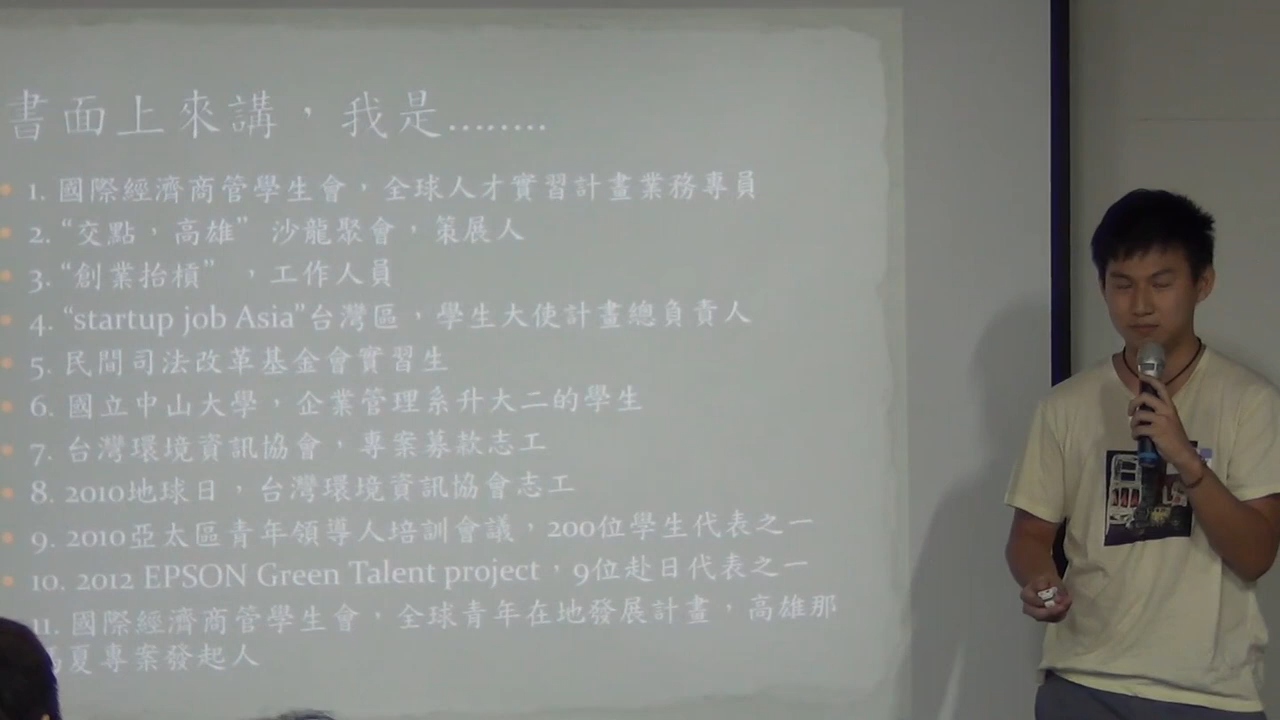 書面上來講，我是........
1. 國際經濟商管學生會，全球人才實習計畫業務專員
2. “交點，高雄” 沙龍聚會，策展人
3. “創業抬槓” ，工作人員
4. “startup job Asia”台灣區，學生大使計畫總負責人
5. 民間司法改革基金會實習生
6. 國立中山大學，企業管理系升大二的學生
7. 台灣環境資訊協會，專案募款志工
8. 2010地球日，台灣環境資訊協會志工
9. 2010亞太區青年領導人培訓會議，200位學生代表之一
10. 2012 EPSON Green Talent project，9位赴日代表之一
11. 國際經濟商管學生會，全球青年在地發展計畫，高雄那
瑪夏專案發起人